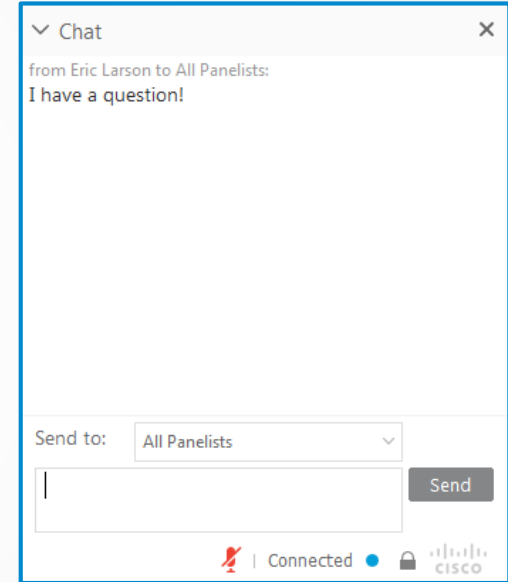 Chat
from Eric Larson to All Panelists:
I have a question!
Send to:
All Panelists
Send
| Connected
CISCO